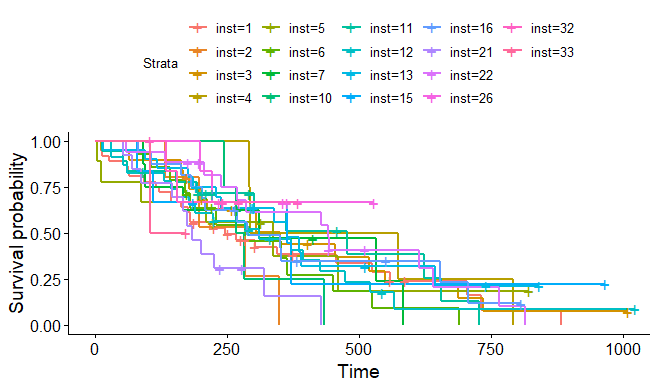 inst=1 inst=5 inst=11 inst=16 inst=32
inst=2 inst=6 inst=12 inst=21 inst=33
Strata
inst=3 inst=7 inst=13 inst=22
inst=4 inst=10 inst=15 inst=26
Survival probability
1.00
0.75
0.50
0.25
0.00
0 250 500 750 1000
Time